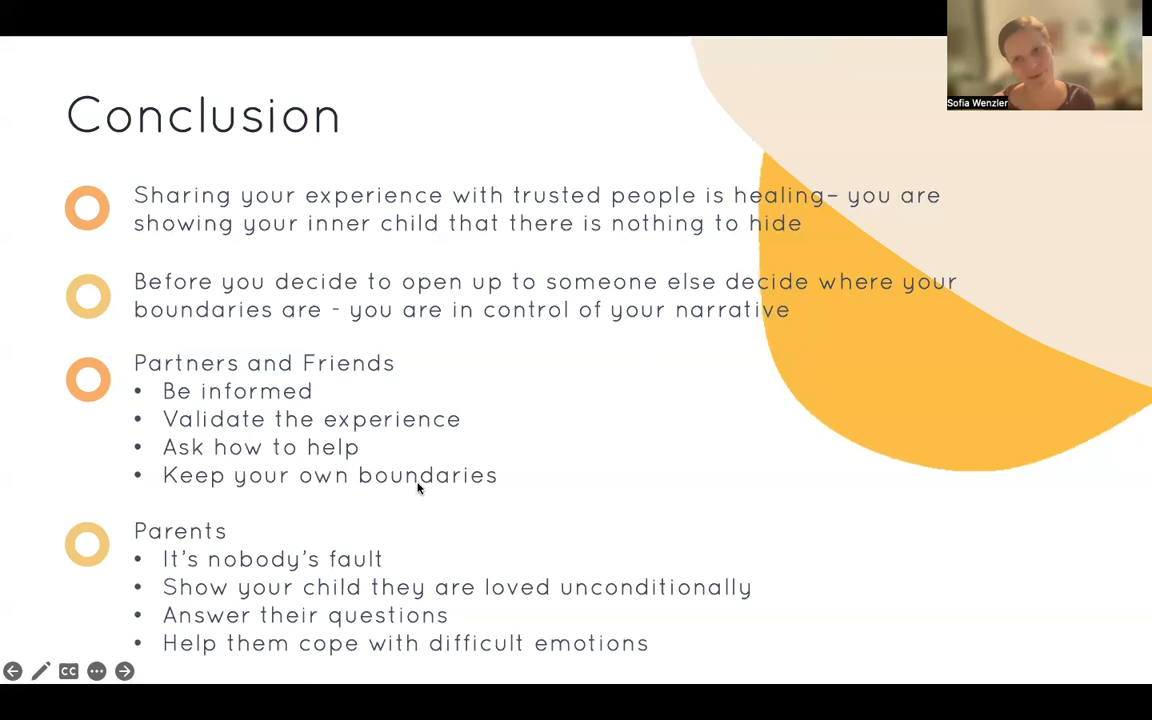 Sofia Wenzler
Conclusion
Sharing your experience with trusted people is healing– you are
showing your inner child that there is nothing to hide
Before you decide to open up to someone else decide where your
boundaries are - you are in control of your narrative
Partners and Friends
• Be informed
• Validate the experience
• Ask how to help
• Keep your own boundaries
Parents
• It’s nobody’s fault
• Show your child they are loved unconditionally
• Answer their questions
• Help them cope with difficult emotions
CC